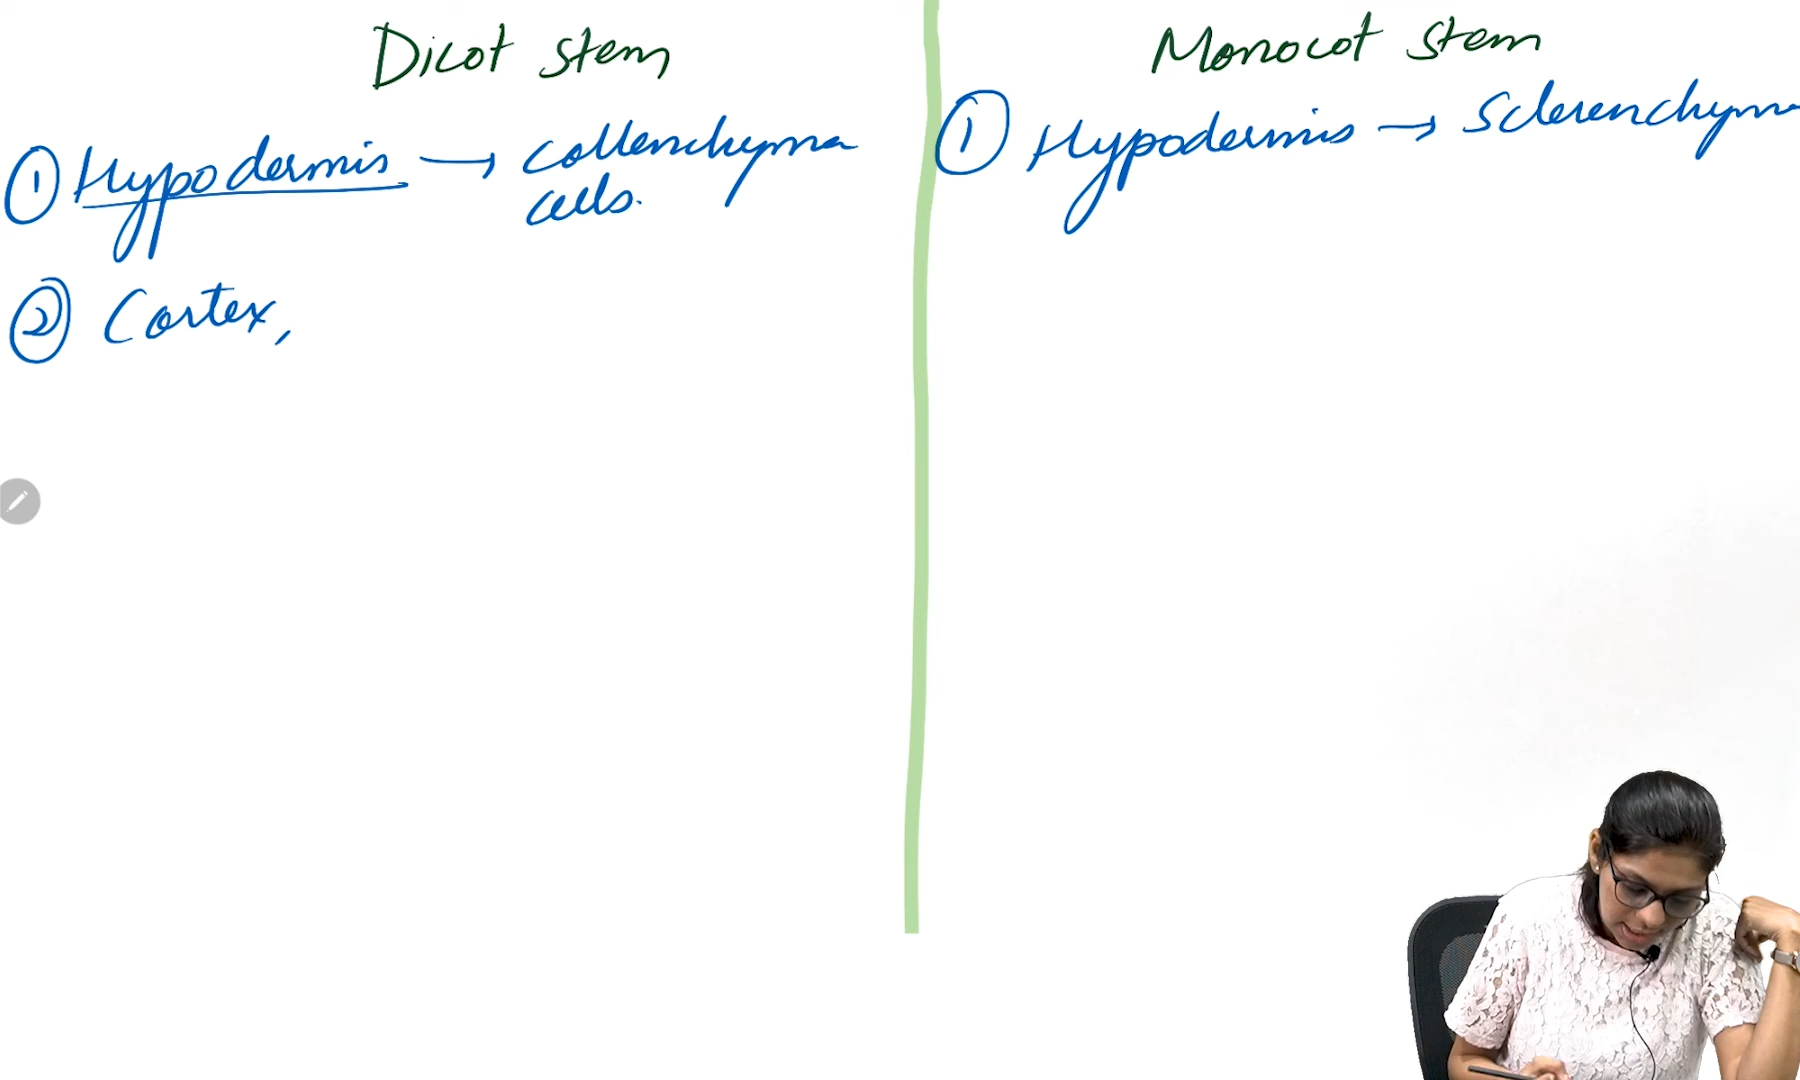 Dicot stem
① Hypodermis → collenchyma
cells.
② Cortex,
Monocot stem
① Hypodermis → Sclerenchyma